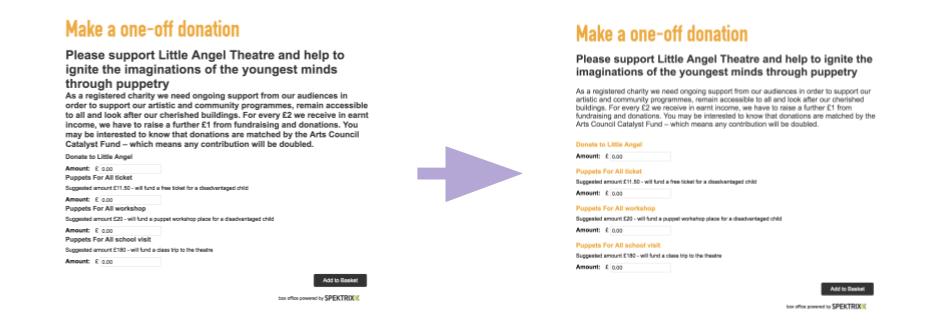 Make a one-off donation
Please support Little Angel Theatre and help to
ignite the imaginations of the youngest minds
through puppetry
As a registered charity we need ongoing support from our audiences in
order to support our artistic and community programmes, remain accessible
to all and look after our cherished buildings. For every £2 we receive in earnt
income, we have to raise a further £1 from fundraising and donations. You
may be interested to know that donations are matched by the Arts Council
Catalyst Fund – which means any contribution will be doubled.
Donate to Little Angel
Amount: £ 0.00
Puppets For All ticket
Suggested amount £11.50 - will fund a free ticket for a disadvantaged child
Amount: £ 0.00
Puppets For All workshop
Suggested amount £20 - will fund a puppet workshop place for a disadvantaged child
Amount: £ 0.00
Puppets For All school visit
Suggested amount £180 - will fund a class trip to the theatre
Amount: £ 0.00
Add to Basket
box office powered by SPEKTRIX
Make a one-off donation
Please support Little Angel Theatre and help to ignite the
imaginations of the youngest minds through puppetry
As a registered charity we need ongoing support from our audiences in order to support our
artistic and community programmes, remain accessible to all and look after our cherished
buildings. For every £2 we receive in earnt income, we have to raise a further £1 from
fundraising and donations. You may be interested to know that donations are matched by the
Arts Council Catalyst Fund – which means any contribution will be doubled.
Donate to Little Angel
Amount: £ 0.00
Puppets For All ticket
Suggested amount £11.50 - will fund a free ticket for a disadvantaged child
Amount: £ 0.00
Puppets For All workshop
Suggested amount £20 - will fund a puppet workshop place for a disadvantaged child
Amount: £ 0.00
Puppets For All school visit
Suggested amount £180 - will fund a class trip to the theatre
Amount: £ 0.00
Add to Basket
box office powered by SPEKTRIX